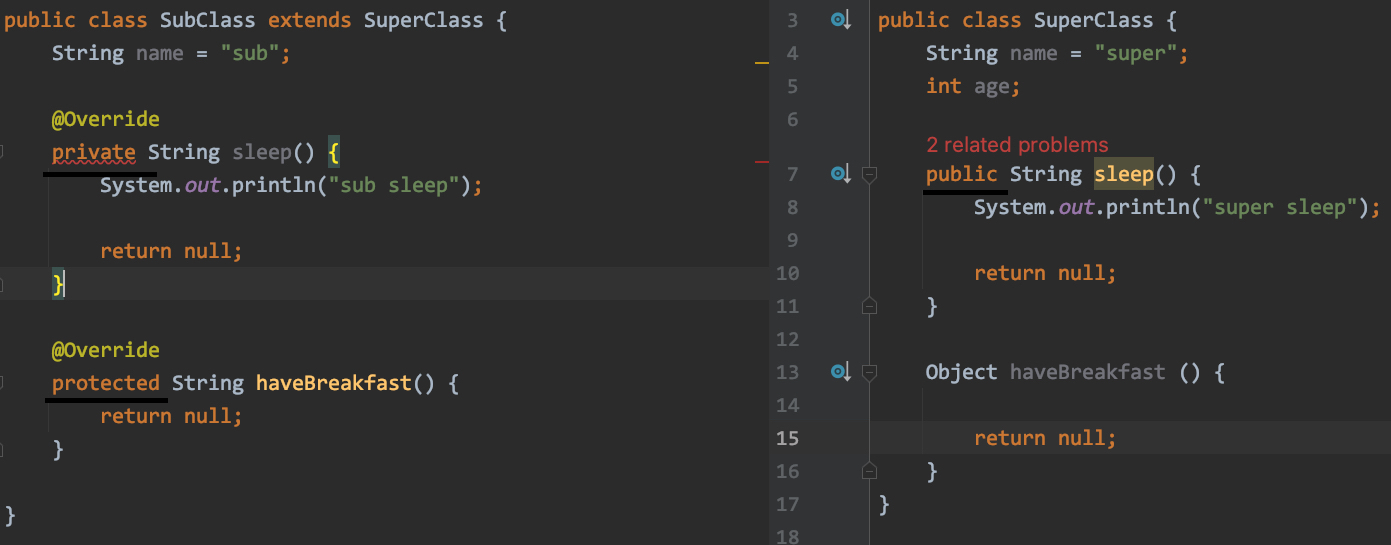 public class SubClass extends SuperClass {
    String name = "sub";
    @Override
    private String sleep() {
        System.out.println("sub sleep");
        return null;
    }
    @Override
    protected String haveBreakfast() {
        return null;
    }
}
3 public class SuperClass {
4     String name = "super";
5     int age;
6
2 related problems
7     public String sleep() {
8         System.out.println("super sleep");
9
10         return null;
11     }
12
13     Object haveBreakfast () {
14
15         return null;
16     }
17 }
18